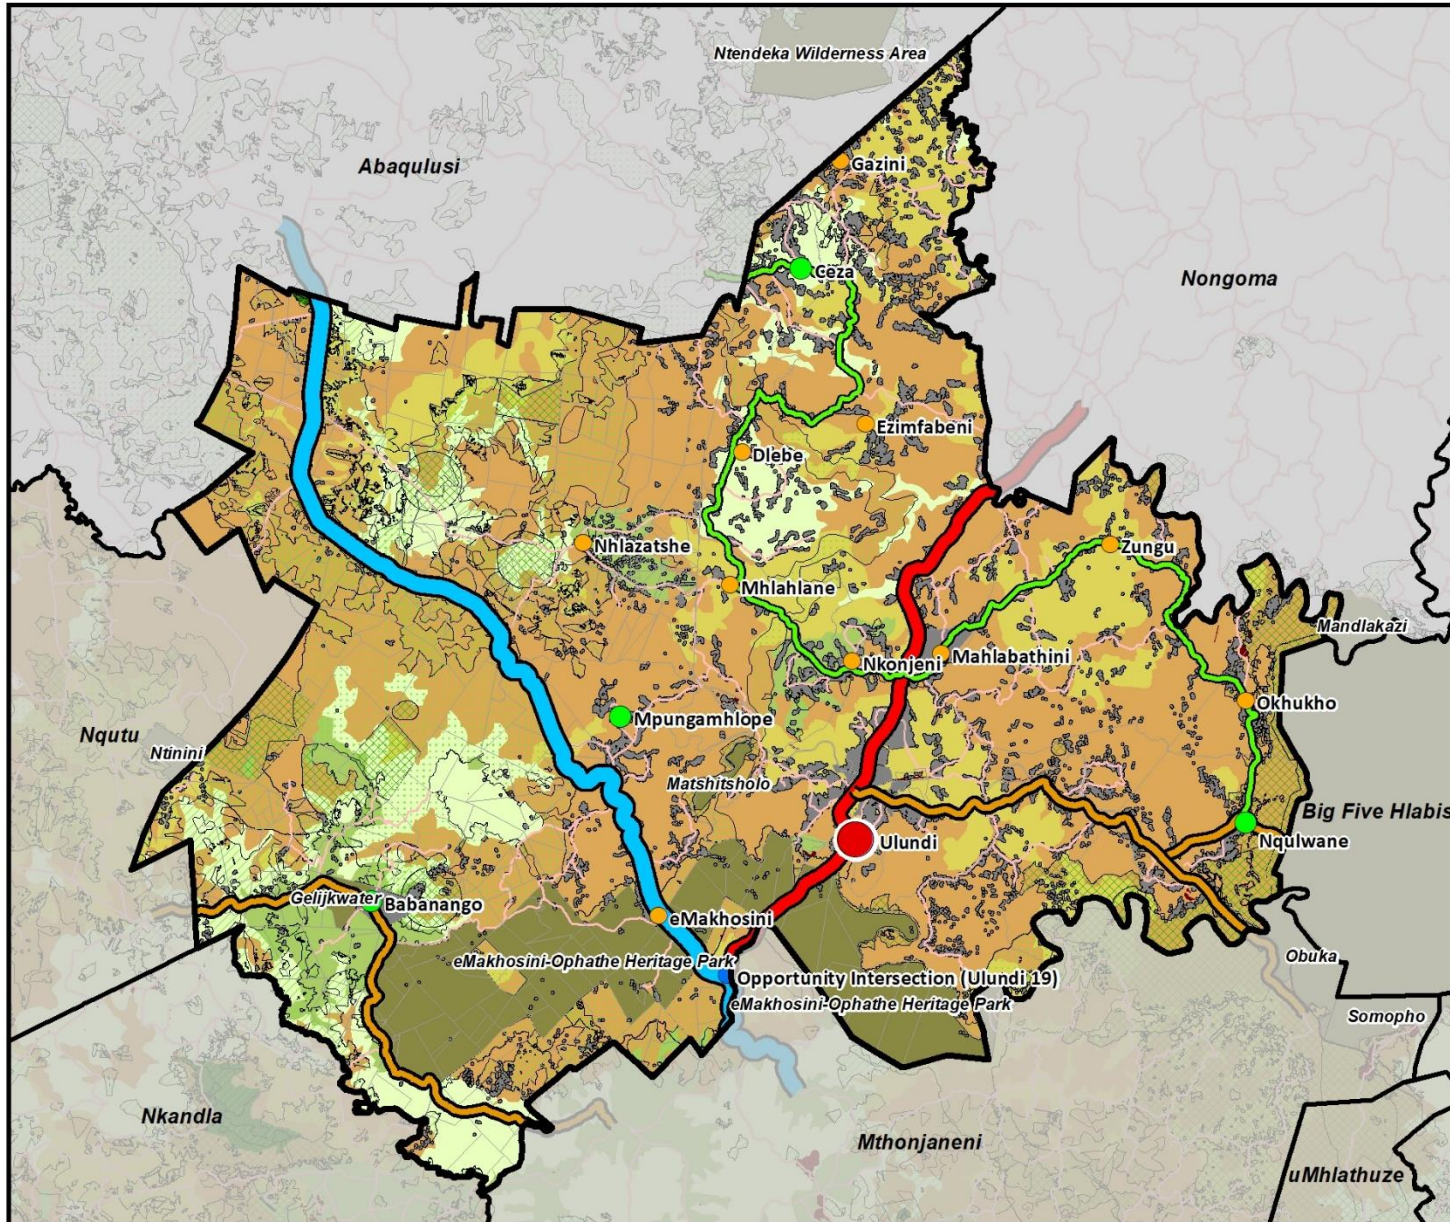 Ntendeka Wilderness Area
Abaqulusi
Gazini
Ceza
Nongoma
Ezimfabeni
Dlebe
Nhlazatshe
Zungu
Mhlahlane
Mandlakazi
Nkonjeni
Mahlabathini
Okhukho
Mpungamhlope
Nqutu
Ntinini
Matshitsholo
Big Five Hlabis
Ulundi
Nqulwane
Gelijkwater
Babanango
eMakhosini
eMakhosini-Ophathe Heritage Park
Obuka
Opportunity Intersection (Ulundi 19)
eMakhosini-Ophathe Heritage Park
Somopho
Nkandla
Mthonjaneni
uMhlathuze